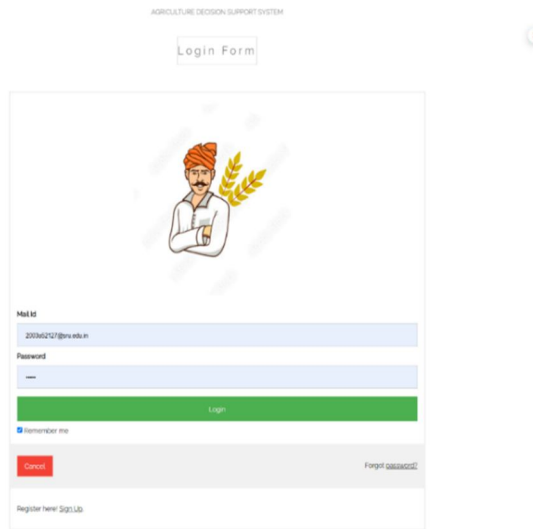 AGRICULTURE DECISION SUPPORT SYSTEM
Login Form
Mail Id
Password
Login
Remember me
Cancel
Forgot password?
Register here! Sign Up.